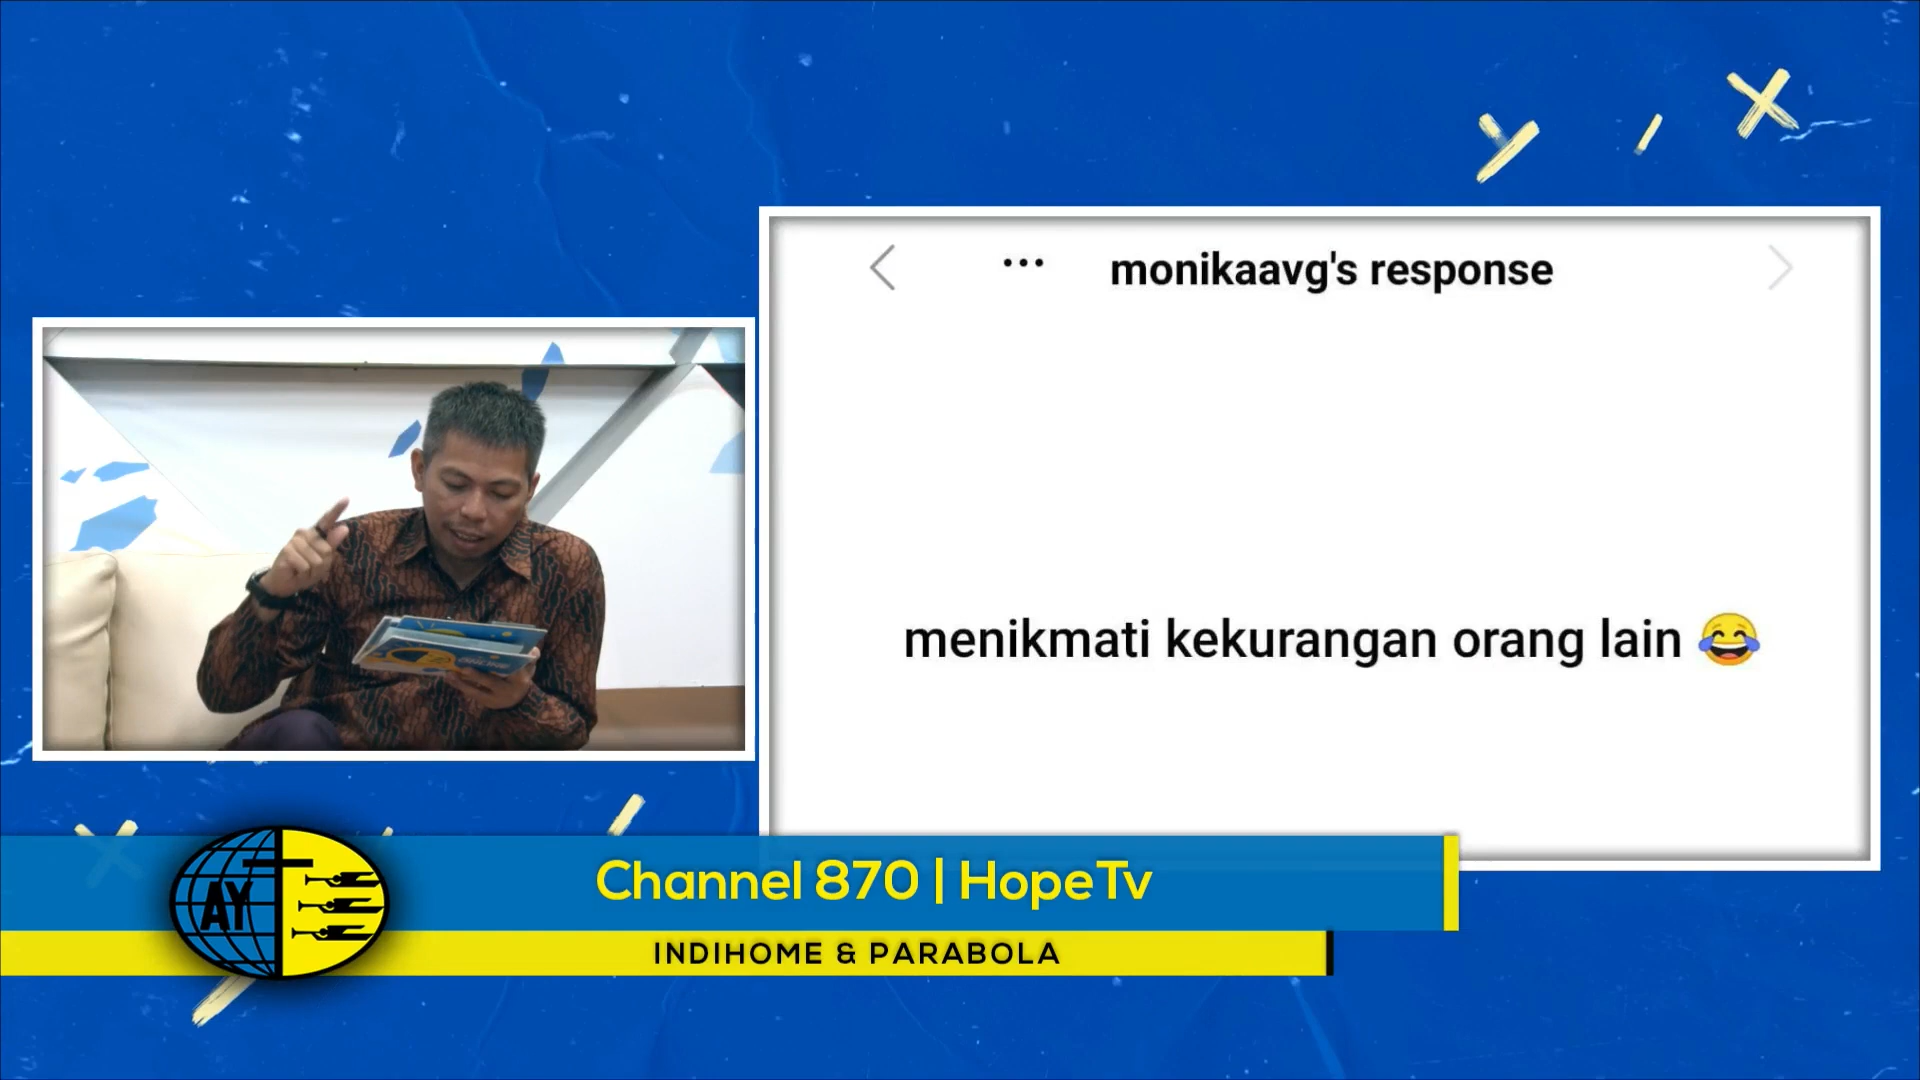 monikaavg's response
menikmati kekurangan orang lain 😂
Channel 870 | HopeTv
INDIHOME & PARABOLA
AY